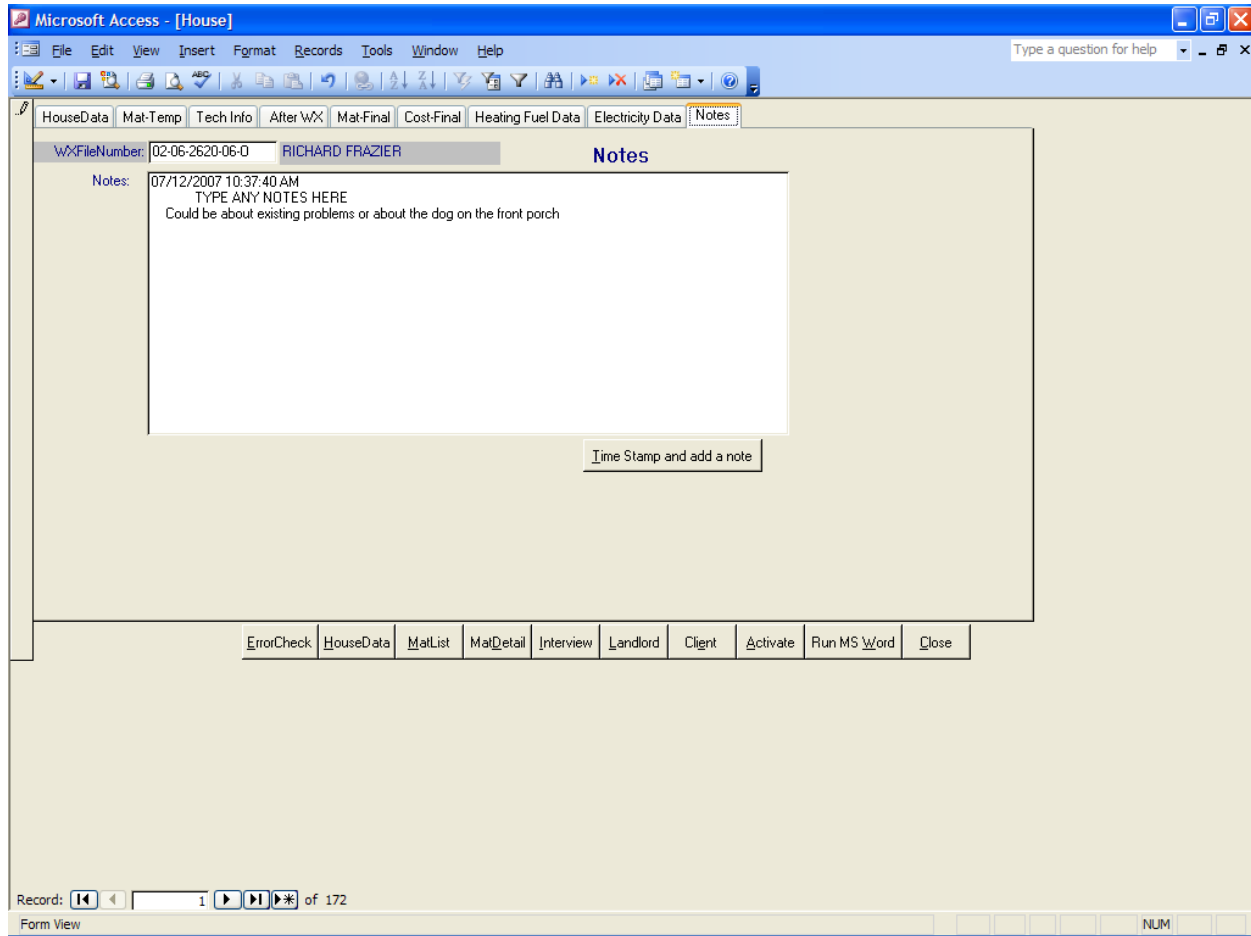 Microsoft Access - [House]
File Edit View Insert Format Records Tools Window Help Type a question for help
HouseData Mat-Temp Tech Info After WX Mat-Final Cost-Final Heating Fuel Data Electricity Data Notes
WXFileNumber: 02-06-2620-06-O RICHARD FRAZIER Notes
Notes: 07/12/2007 10:37:40 AM
TYPE ANY NOTES HERE
Could be about existing problems or about the dog on the front porch
Time Stamp and add a note
ErrorCheck HouseData MatList MatDetail Interview Landlord Client Activate Run MS Word Close
Record: 1 of 172
Form View NUM